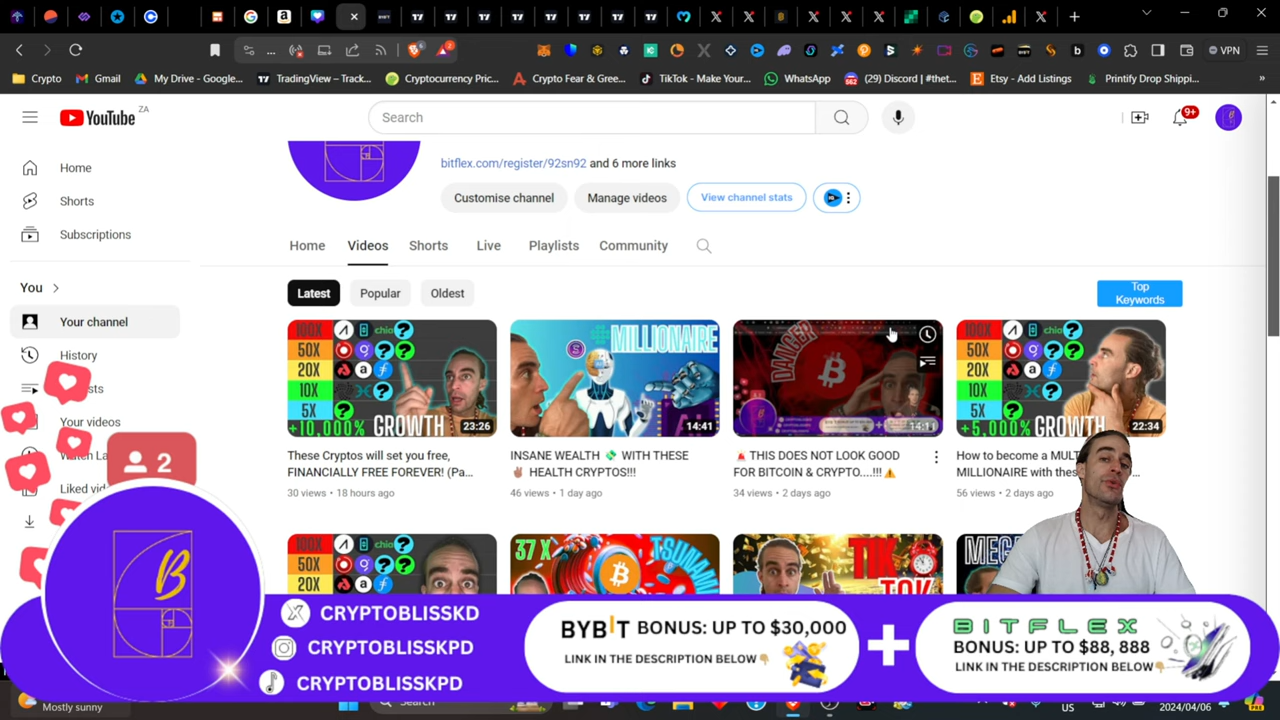 VPN
Crypto
Gmail
My Drive - Google...
TradingView – Track...
Cryptocurrency Pric...
Crypto Fear & Gree...
TikTok - Make Your...
WhatsApp
(29) Discord | #thet...
Etsy - Add Listings
Printify Drop Shippi...
YouTube ZA
Search
9+
Home
Shorts
Subscriptions
You
Your channel
History
Your videos
bitflex.com/register/92sn92 and 6 more links
Customise channel
Manage videos
View channel stats
Home
Videos
Shorts
Live
Playlists
Community
Latest
Popular
Oldest
Top
Keywords
100X
50X
20X
10X
5X
+10,000% GROWTH
23:26
MILLIONAIRE
14:41
DANGER
14:11
100X
50X
20X
10X
5X
+5,000% GROWTH
22:34
These Cryptos will set you free,
FINANCIALLY FREE FOREVER! (Pa...
30 views • 18 hours ago
INSANE WEALTH 💸 WITH THESE
✌🏽 HEALTH CRYPTOS!!!
46 views • 1 day ago
🚨 THIS DOES NOT LOOK GOOD
FOR BITCOIN & CRYPTO....!!!⚠️
34 views • 2 days ago
How to become a MULT
MILLIONAIRE with thes
56 views • 2 days ago
100X
50X
20X
37 X
TSUNAMI
TIK
TOK
MEGA
2
B
CRYPTOBLISSKD
CRYPTOBLISSKPD
CRYPTOBLISSKPD
BYBIT BONUS: UP TO $30,000
LINK IN THE DESCRIPTION BELOW👇🏼
+
BITFLEX
BONUS: UP TO $88, 888
LINK IN THE DESCRIPTION BELOW👇🏼
Mostly sunny
Search
US
2024/04/06